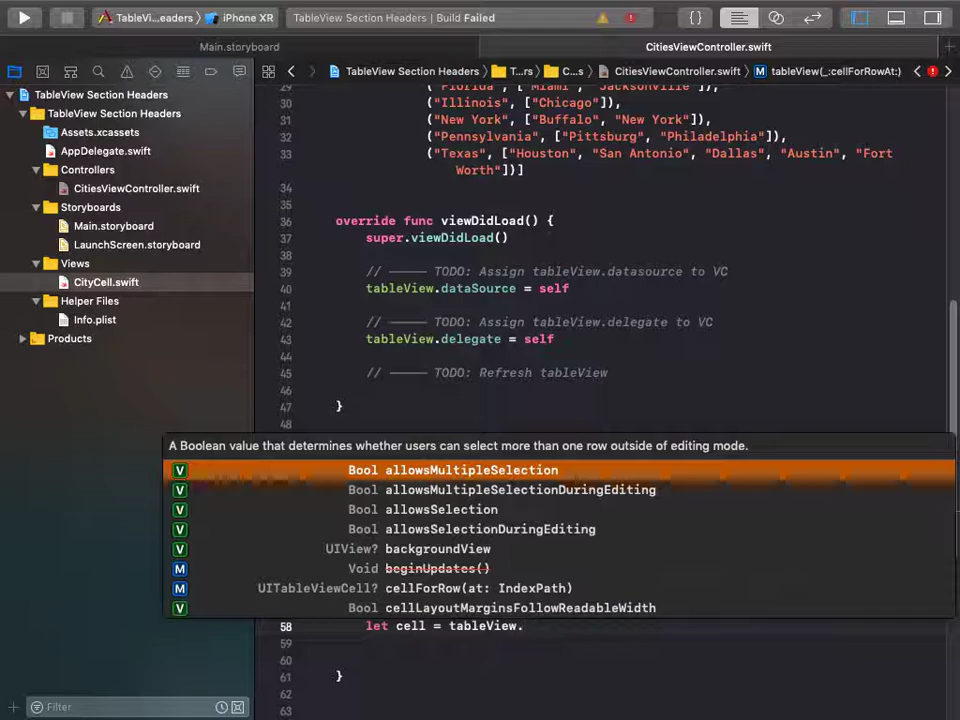 TableVi...eaders
iPhone XR
TableView Section Headers | Build Failed
Main.storyboard
CitiesViewController.swift
TableView Section Headers
T...rs
C...s
CitiesViewController.swift
M
tableView(_:cellForRowAt:)
TableView Section Headers
TableView Section Headers
Assets.xcassets
AppDelegate.swift
Controllers
CitiesViewController.swift
Storyboards
Main.storyboard
LaunchScreen.storyboard
Views
CityCell.swift
Helper Files
Info.plist
Products
Filter
29 ("Florida", ["Miami", "Jacksonville"]),
30 ("Illinois", ["Chicago"]),
31 ("New York", ["Buffalo", "New York"]),
32 ("Pennsylvania", ["Pittsburg", "Philadelphia"]),
33 ("Texas", ["Houston", "San Antonio", "Dallas", "Austin", "Fort
Worth"])]
34
35
36 override func viewDidLoad() {
37 super.viewDidLoad()
38
39 // ––––– TODO: Assign tableView.datasource to VC
40 tableView.dataSource = self
41
42 // ––––– TODO: Assign tableView.delegate to VC
43 tableView.delegate = self
44
45 // ––––– TODO: Refresh tableView
46
47 }
48
A Boolean value that determines whether users can select more than one row outside of editing mode.
V Bool allowsMultipleSelection
V Bool allowsMultipleSelectionDuringEditing
V Bool allowsSelection
V Bool allowsSelectionDuringEditing
V UIView? backgroundView
M Void beginUpdates()
M UITableViewCell? cellForRow(at: IndexPath)
V Bool cellLayoutMarginsFollowReadableWidth
58 let cell = tableView.
59
60
61 }
62
63